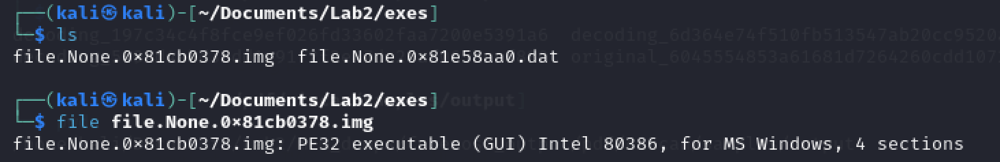 ┌──(kali㉿kali)-[~/Documents/Lab2/exes]
└─$ ls
file.None.0×81cb0378.img  file.None.0×81e58aa0.dat

┌──(kali㉿kali)-[~/Documents/Lab2/exes]
└─$ file file.None.0×81cb0378.img
file.None.0×81cb0378.img: PE32 executable (GUI) Intel 80386, for MS Windows, 4 sections